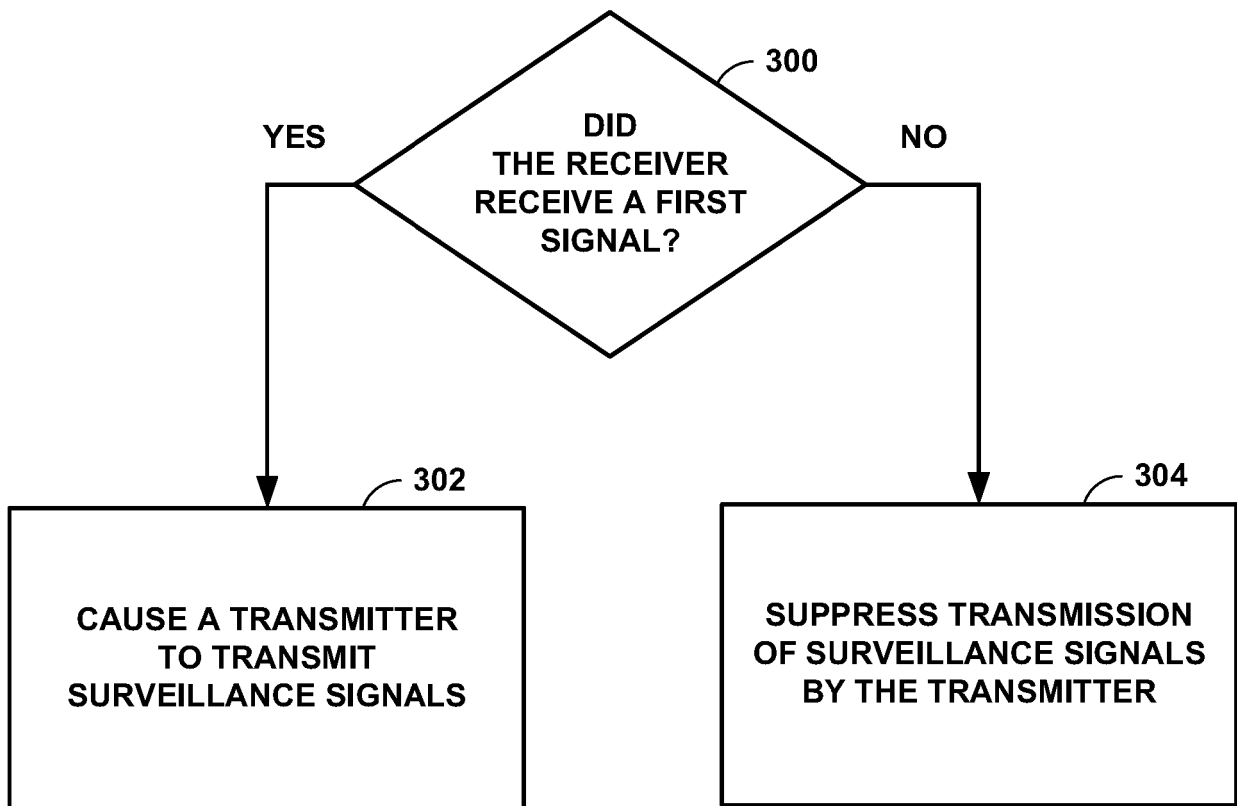 300
YES
DID
THE RECEIVER
RECEIVE A FIRST
SIGNAL?
NO
302
CAUSE A TRANSMITTER
TO TRANSMIT
SURVEILLANCE SIGNALS
304
SUPPRESS TRANSMISSION
OF SURVEILLANCE SIGNALS
BY THE TRANSMITTER